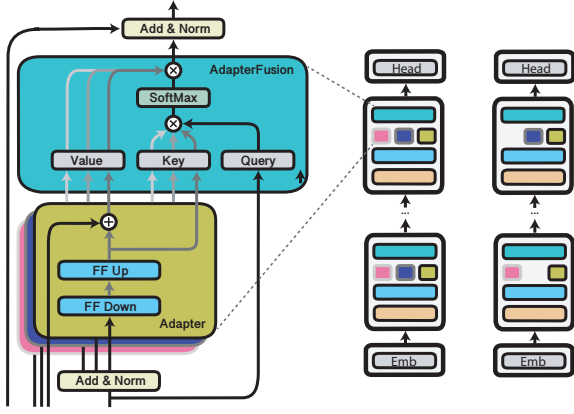 Add & Norm
AdapterFusion
SoftMax
Value
Key
Query
FF Up
FF Down
Adapter
Add & Norm
Head
...
Emb
Head
...
Emb